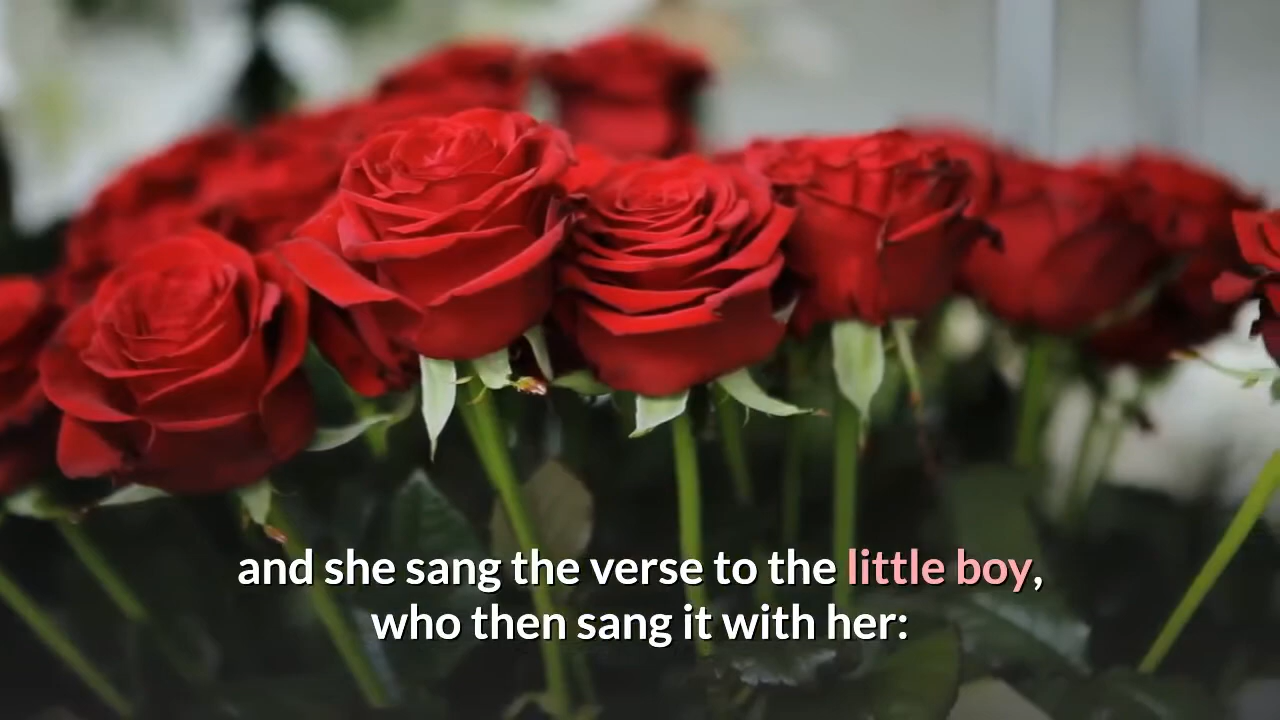 and she sang the verse to the little boy,
who then sang it with her: